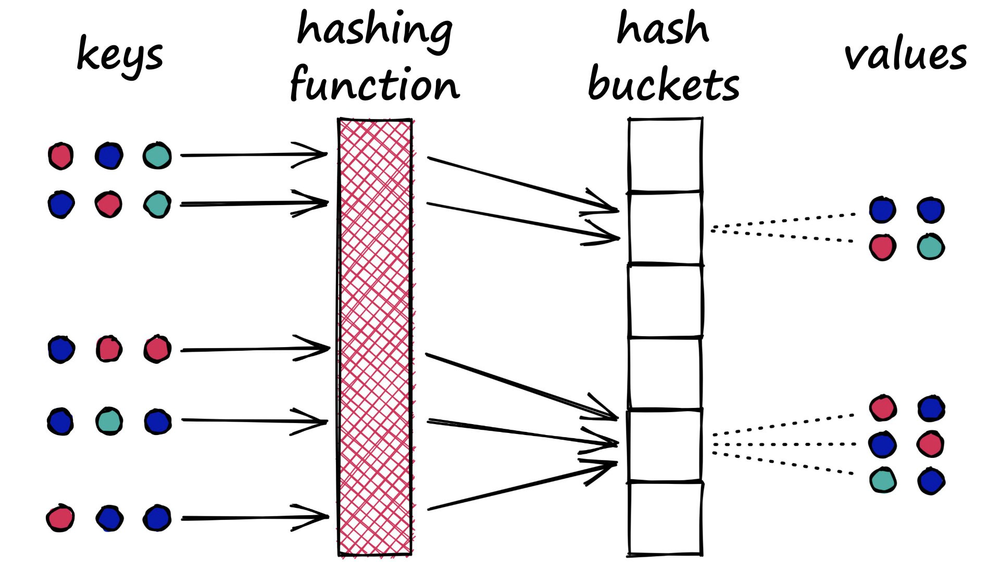 keys
hashing
function
hash
buckets
values